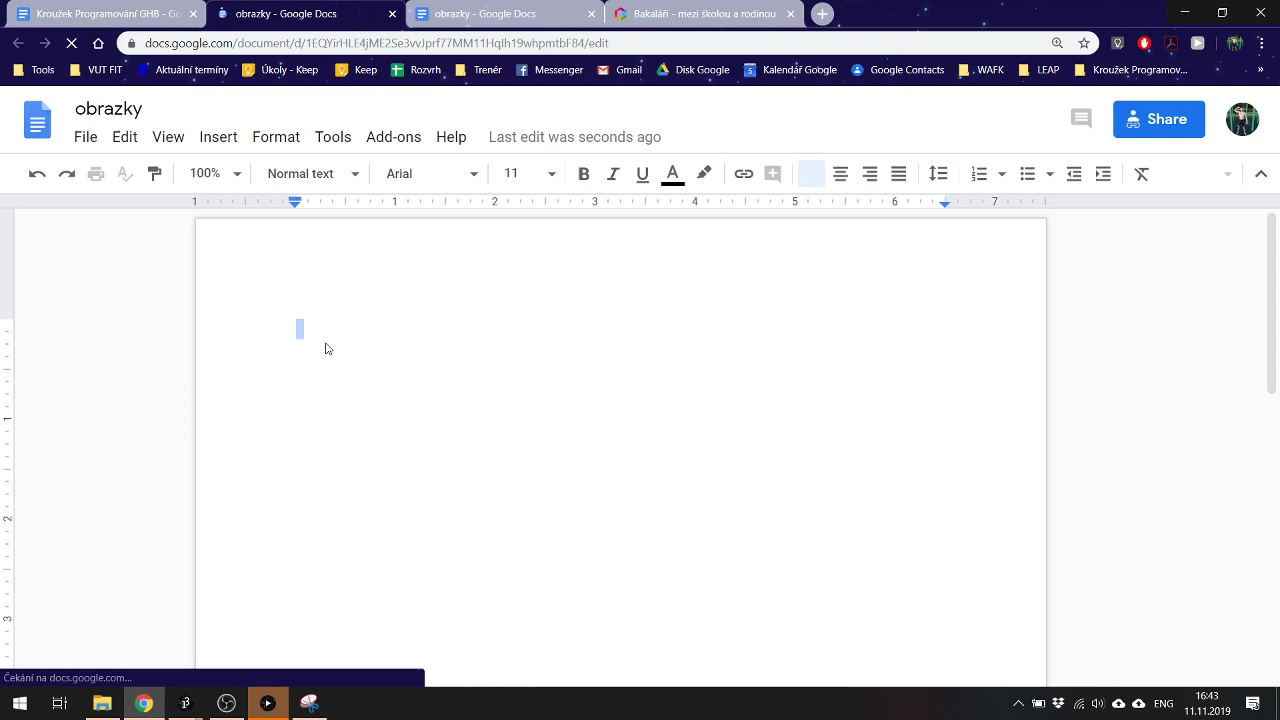 Kroužek Programování GHB - Go
obrazky - Google Docs
obrazky - Google Docs
Bakaláři - mezi školou a rodinou
docs.google.com/document/d/1EQYirHLE4jME2Se3vvJprf77MM11Hqlh19whpmtbF84/edit
Tools
VUT FIT
Aktuální termíny
Úkoly - Keep
Keep
Rozvrh
Trenér
Messenger
Gmail
Disk Google
Kalendář Google
Google Contacts
WAFK
LEAP
Kroužek Programov...
obrazky
File Edit View Insert Format Tools Add-ons Help Last edit was seconds ago
Share
100% Normal text Arial 11 B I U A
1 1 2 3 4 5 6 7
1
2
3
Čekání na docs.google.com...
ENG
16:43
11.11.2019